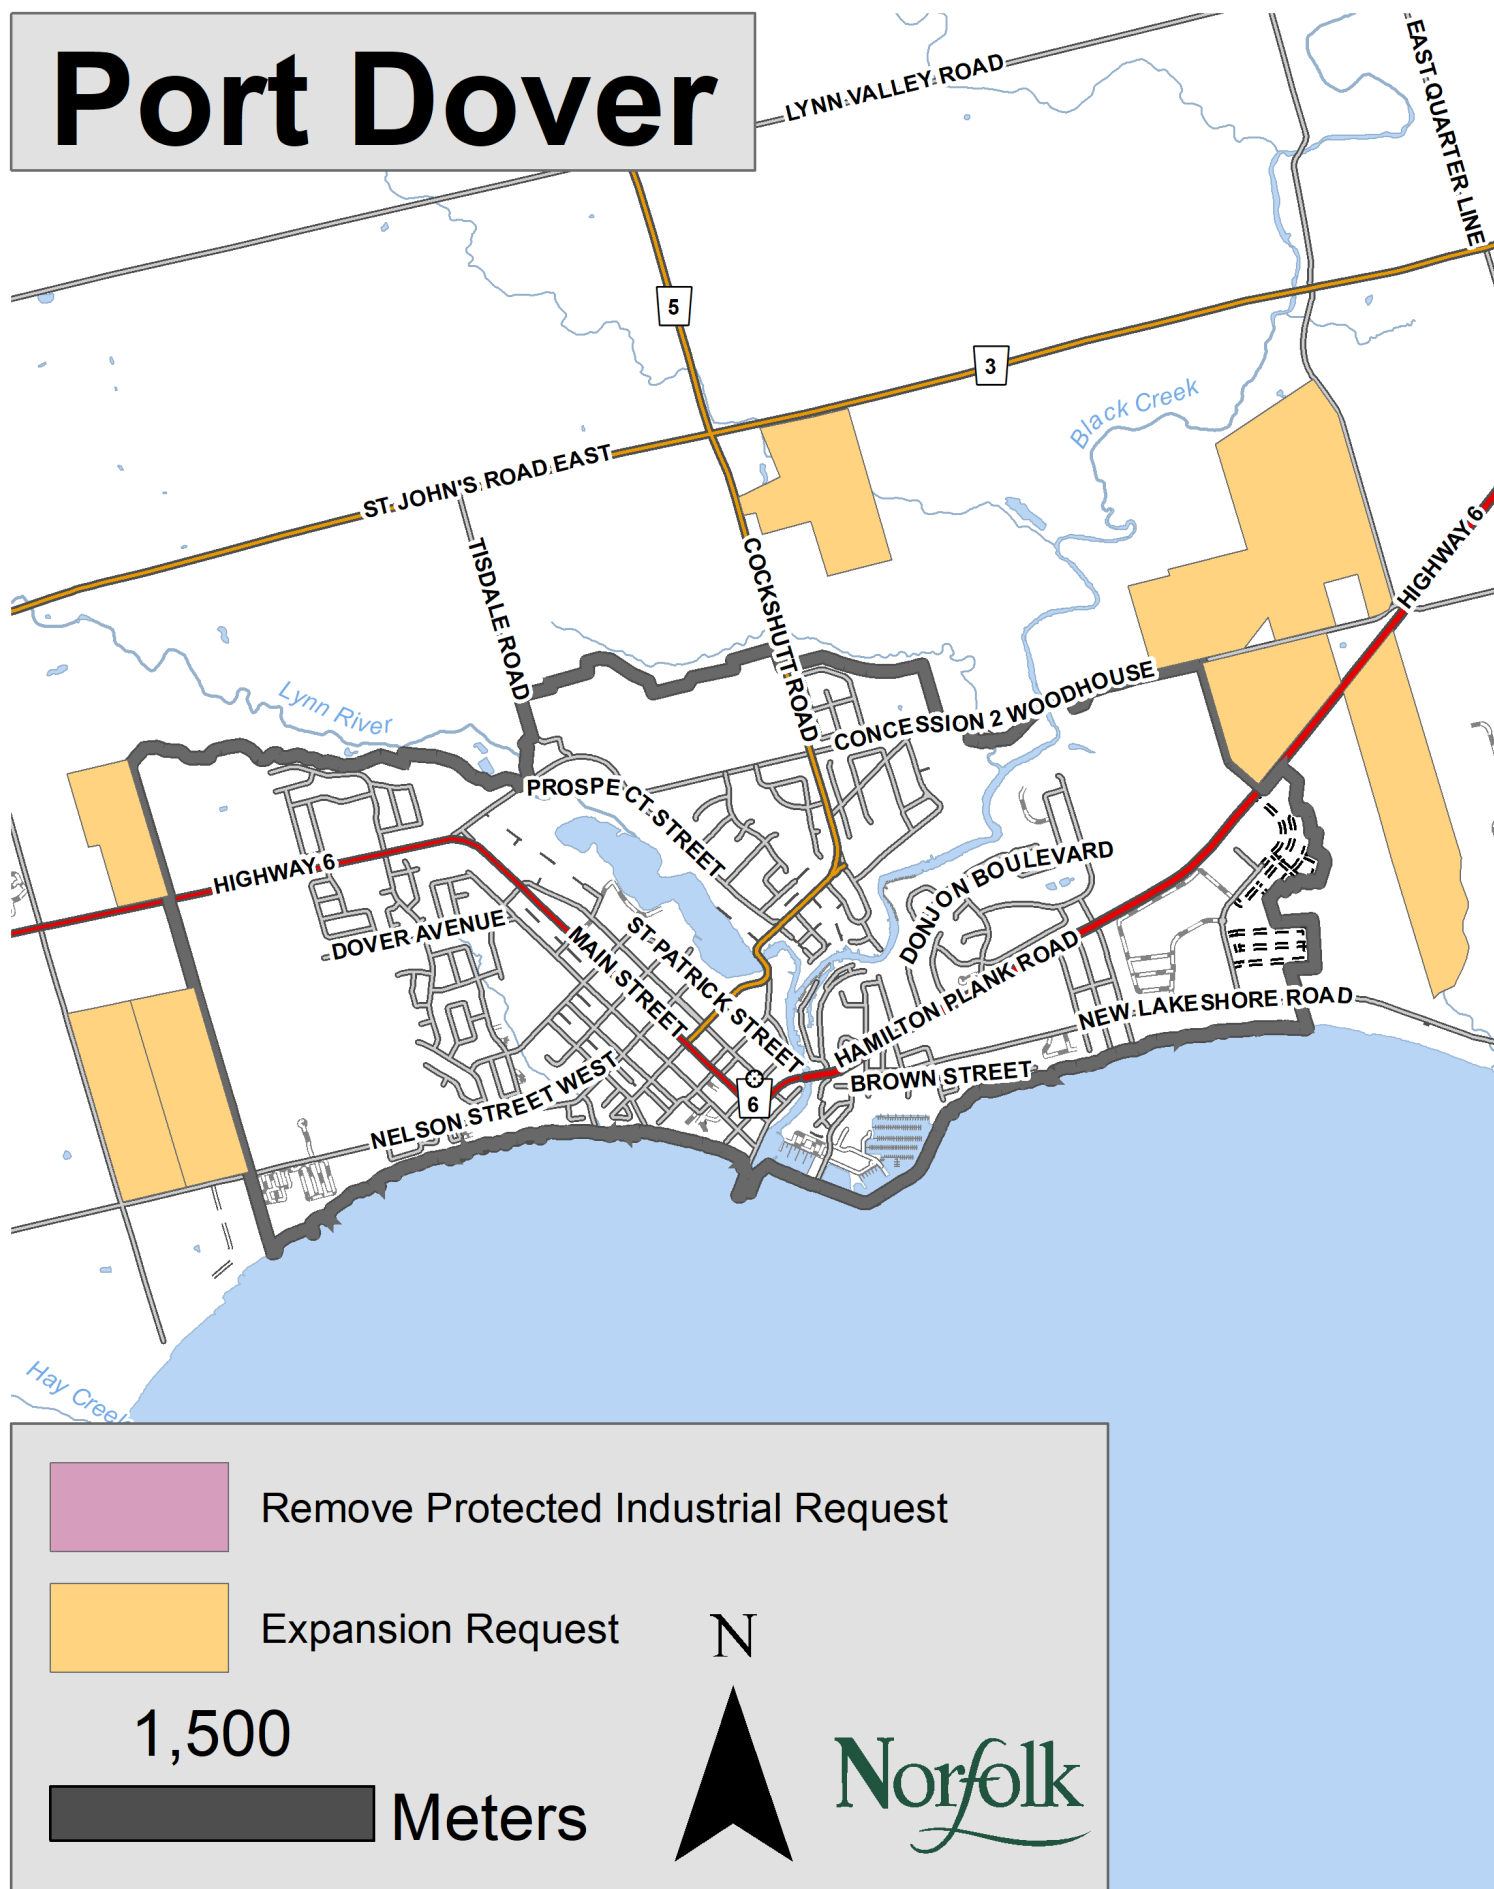 Port Dover
LYNN VALLEY ROAD
EAST QUARTER LINE
5
3
Black Creek
ST. JOHN'S ROAD EAST
HIGHWAY 6
TISDALE ROAD
COCKSHUTT ROAD
Lynn River
CONCESSION 2 WOODHOUSE
PROSPECT STREET
HIGHWAY 6
DONJON BOULEVARD
DOVER AVENUE
MAIN STREET
ST PATRICK STREET
HAMILTON PLANK ROAD
NEW LAKESHORE ROAD
NELSON STREET WEST
BROWN STREET
6
Hay Creek
Remove Protected Industrial Request
Expansion Request
N
1,500
Meters
Norfolk